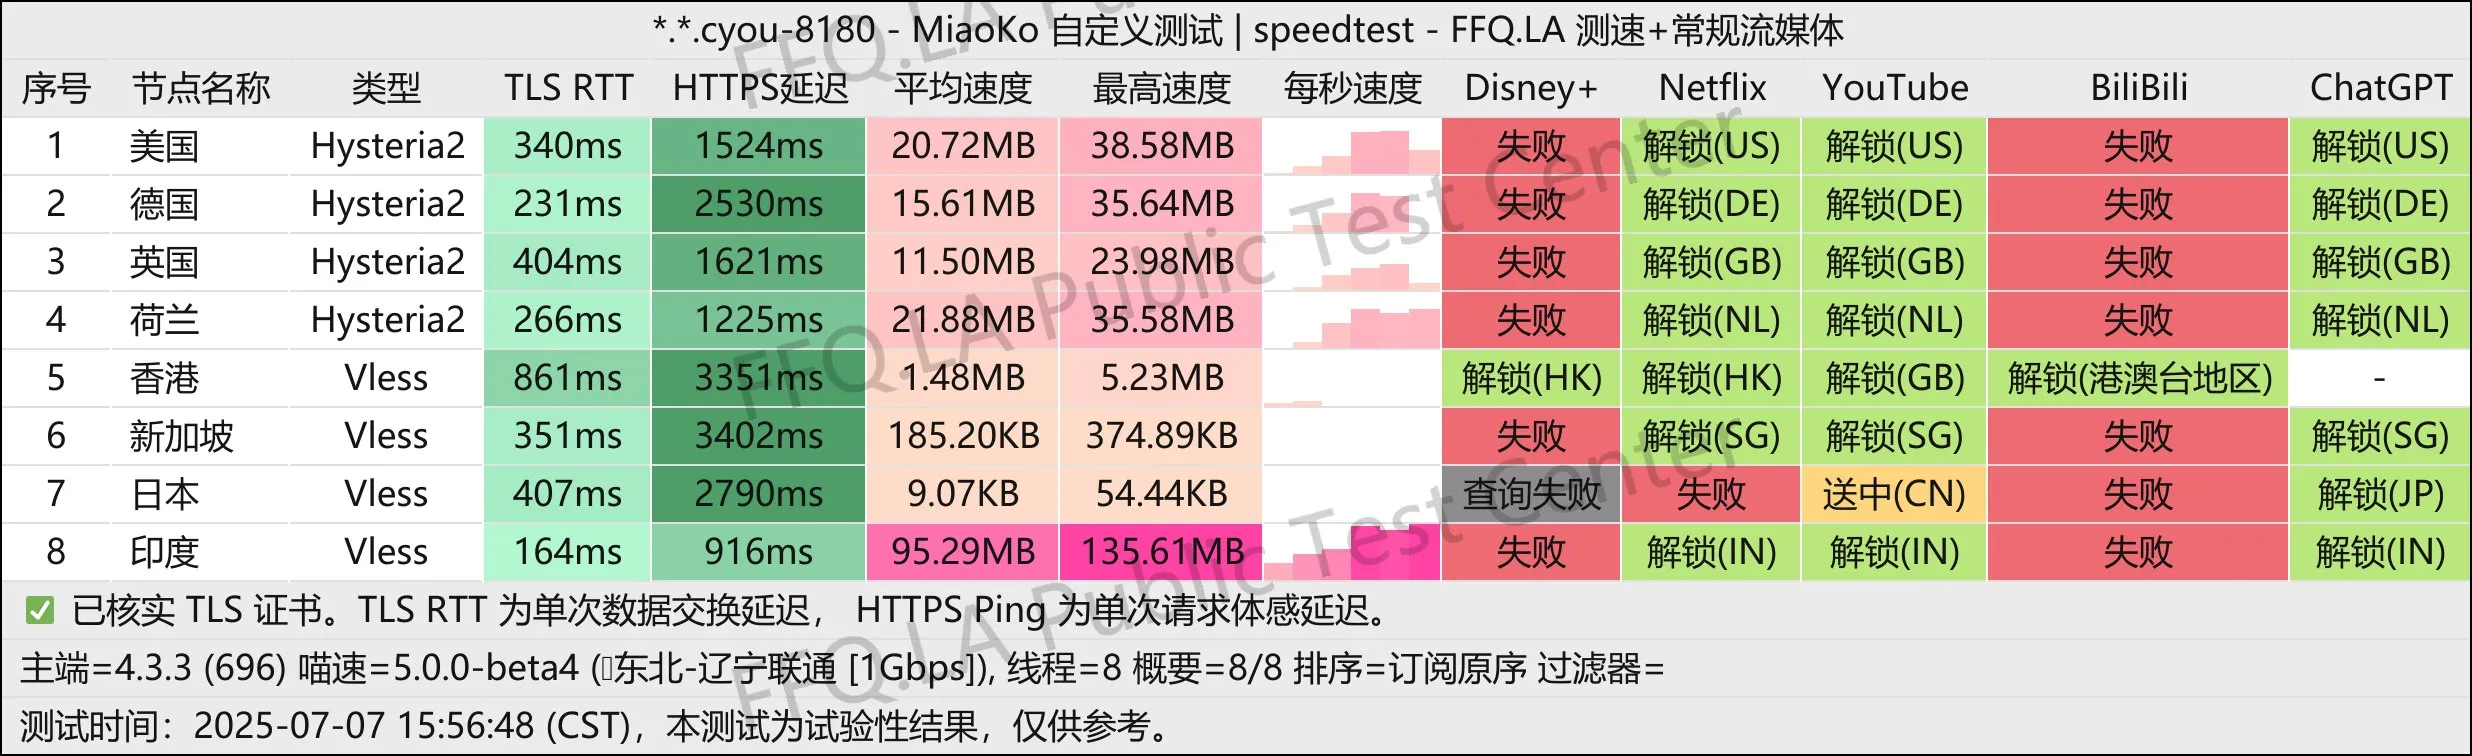 *.*.cyou-8180 - MiaoKo 自定义测试 | speedtest - FFQ.LA 测速+常规流媒体
序号 节点名称 类型 TLS RTT HTTPS延迟 平均速度 最高速度 每秒速度 Disney+ Netflix YouTube BiliBili ChatGPT
1 美国 Hysteria2 340ms 1524ms 20.72MB 38.58MB 失败 解锁(US) 解锁(US) 失败 解锁(US)
2 德国 Hysteria2 231ms 2530ms 15.61MB 35.64MB 失败 解锁(DE) 解锁(DE) 失败 解锁(DE)
3 英国 Hysteria2 404ms 1621ms 11.50MB 23.98MB 失败 解锁(GB) 解锁(GB) 失败 解锁(GB)
4 荷兰 Hysteria2 266ms 1225ms 21.88MB 35.58MB 失败 解锁(NL) 解锁(NL) 失败 解锁(NL)
5 香港 Vless 861ms 3351ms 1.48MB 5.23MB 解锁(HK) 解锁(HK) 解锁(GB) 解锁(港澳台地区) -
6 新加坡 Vless 351ms 3402ms 185.20KB 374.89KB 失败 解锁(SG) 解锁(SG) 失败 解锁(SG)
7 日本 Vless 407ms 2790ms 9.07KB 54.44KB 查询失败 失败 送中(CN) 失败 解锁(JP)
8 印度 Vless 164ms 916ms 95.29MB 135.61MB 失败 解锁(IN) 解锁(IN) 失败 解锁(IN)
✅ 已核实 TLS 证书。TLS RTT 为单次数据交换延迟， HTTPS Ping 为单次请求体感延迟。
主端=4.3.3 (696) 喵速=5.0.0-beta4 (▯东北-辽宁联通 [1Gbps]), 线程=8 概要=8/8 排序=订阅原序 过滤器=
测试时间：2025-07-07 15:56:48 (CST)，本测试为试验性结果，仅供参考。
FFQ.LA Public Test Center
FFQ.LA Public Test Center